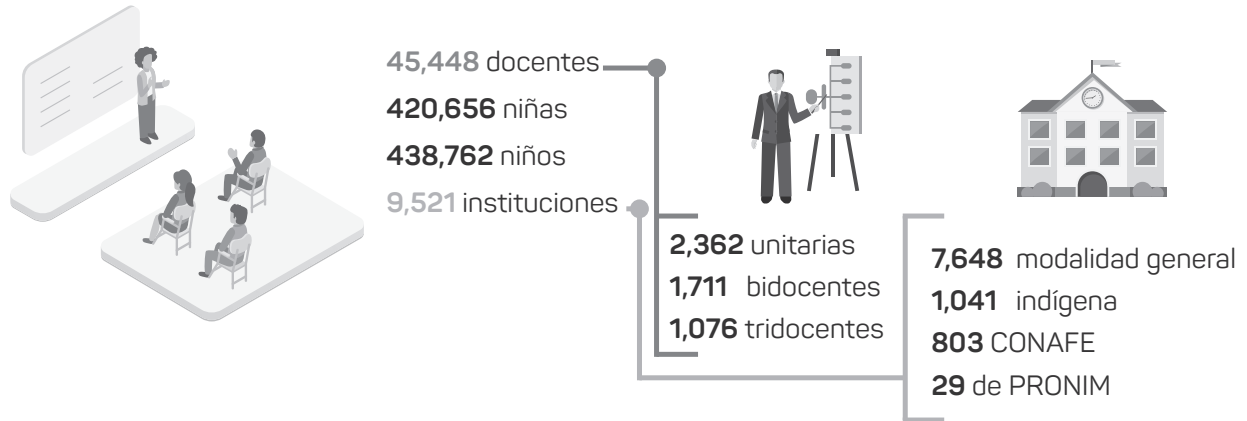 45,448 docentes
420,656 niñas
438,762 niños
9,521 instituciones
2,362 unitarias
1,711 bidocentes
1,076 tridocentes
7,648 modalidad general
1,041 indígena
803 CONAFE
29 de PRONIM